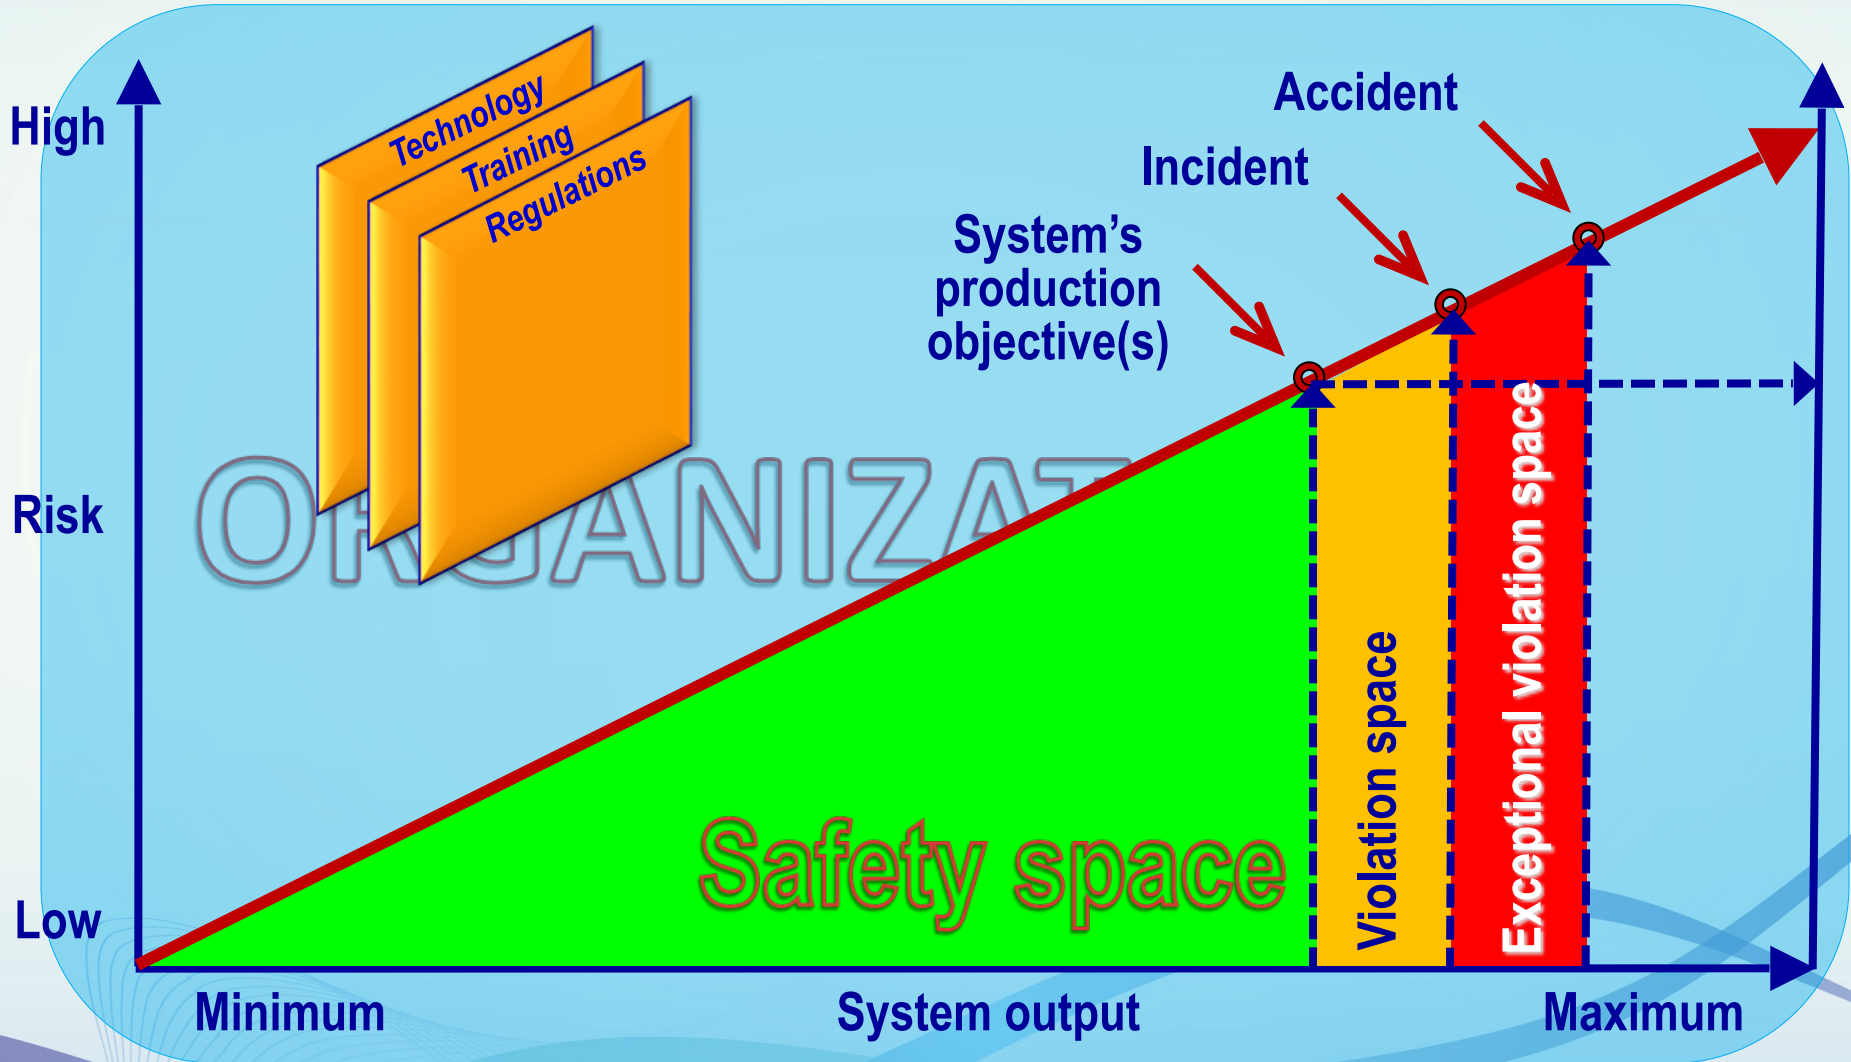 High
Risk
Low
Technology
Training
Regulations
Accident
Incident
System’s
production
objective(s)
Safety space
Violation space
Exceptional violation space
Minimum
System output
Maximum